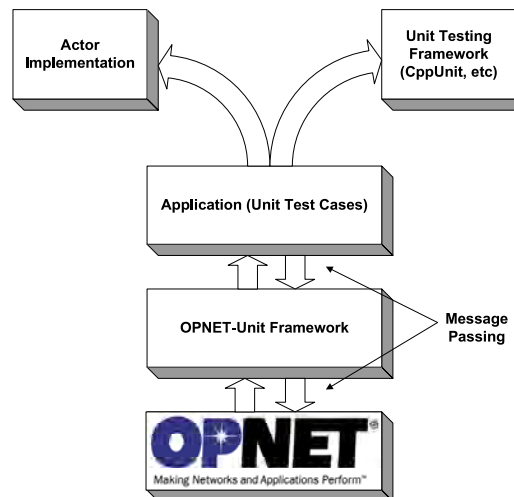 Actor
Implementation
Unit Testing
Framework
(CppUnit, etc)
Application (Unit Test Cases)
OPNET-Unit Framework
Message
Passing
OPNET®
Making Networks and Applications Perform™